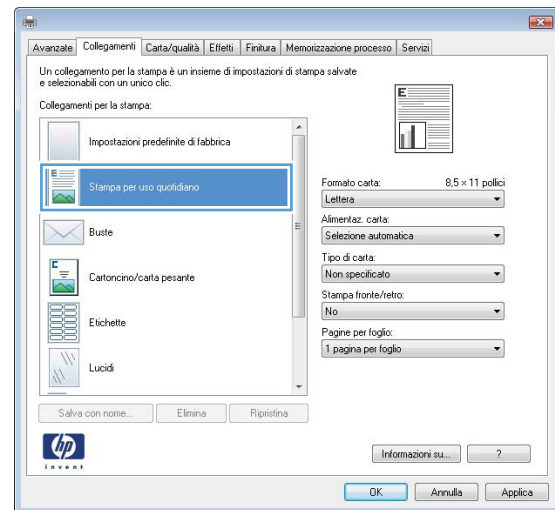 Avanzate Collegamenti Carta/qualità Effetti Finitura Memorizzazione processo Servizi
Un collegamento per la stampa è un insieme di impostazioni di stampa salvate
e selezionabili con un unico clic.
Collegamenti per la stampa:
Impostazioni predefinite di fabbrica
Stampa per uso quotidiano
Buste
Cartoncino/carta pesante
Etichette
Lucidi
Salva con nome... Elimina Ripristina
E
Formato carta: 8,5 × 11 pollici
Lettera
Alimentaz. carta:
Selezione automatica
Tipo di carta:
Non specificato
Stampa fronte/retro:
No
Pagine per foglio:
1 pagina per foglio
hp
invent
Informazioni su... ?
OK Annulla Applica